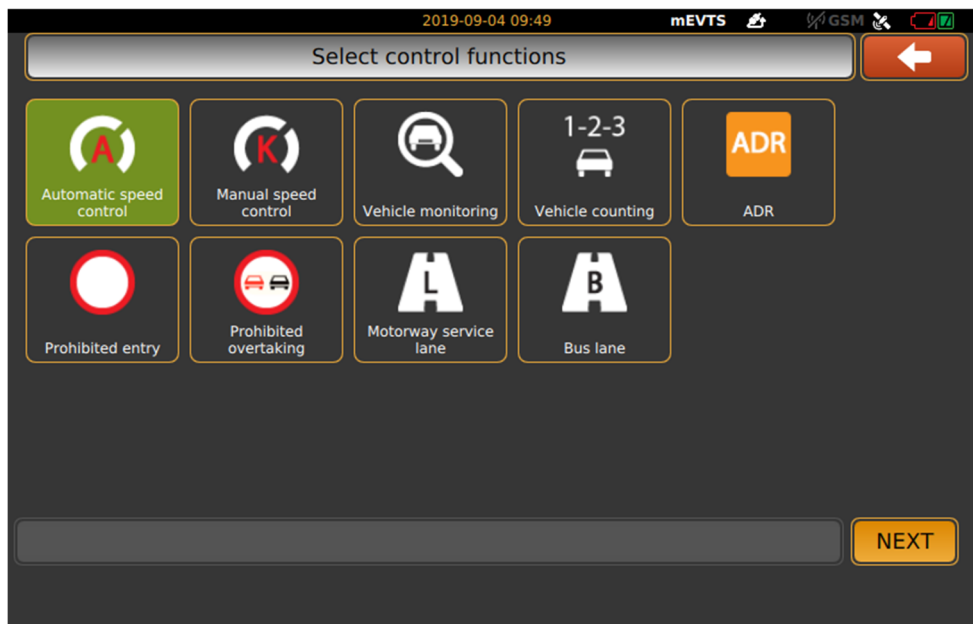 2019-09-04 09:49 mEVTS GSM
Select control functions
A
Automatic speed
control
K
Manual speed
control
Vehicle monitoring
1-2-3
Vehicle counting
ADR
ADR
Prohibited entry
Prohibited
overtaking
L
Motorway service
lane
B
Bus lane
NEXT